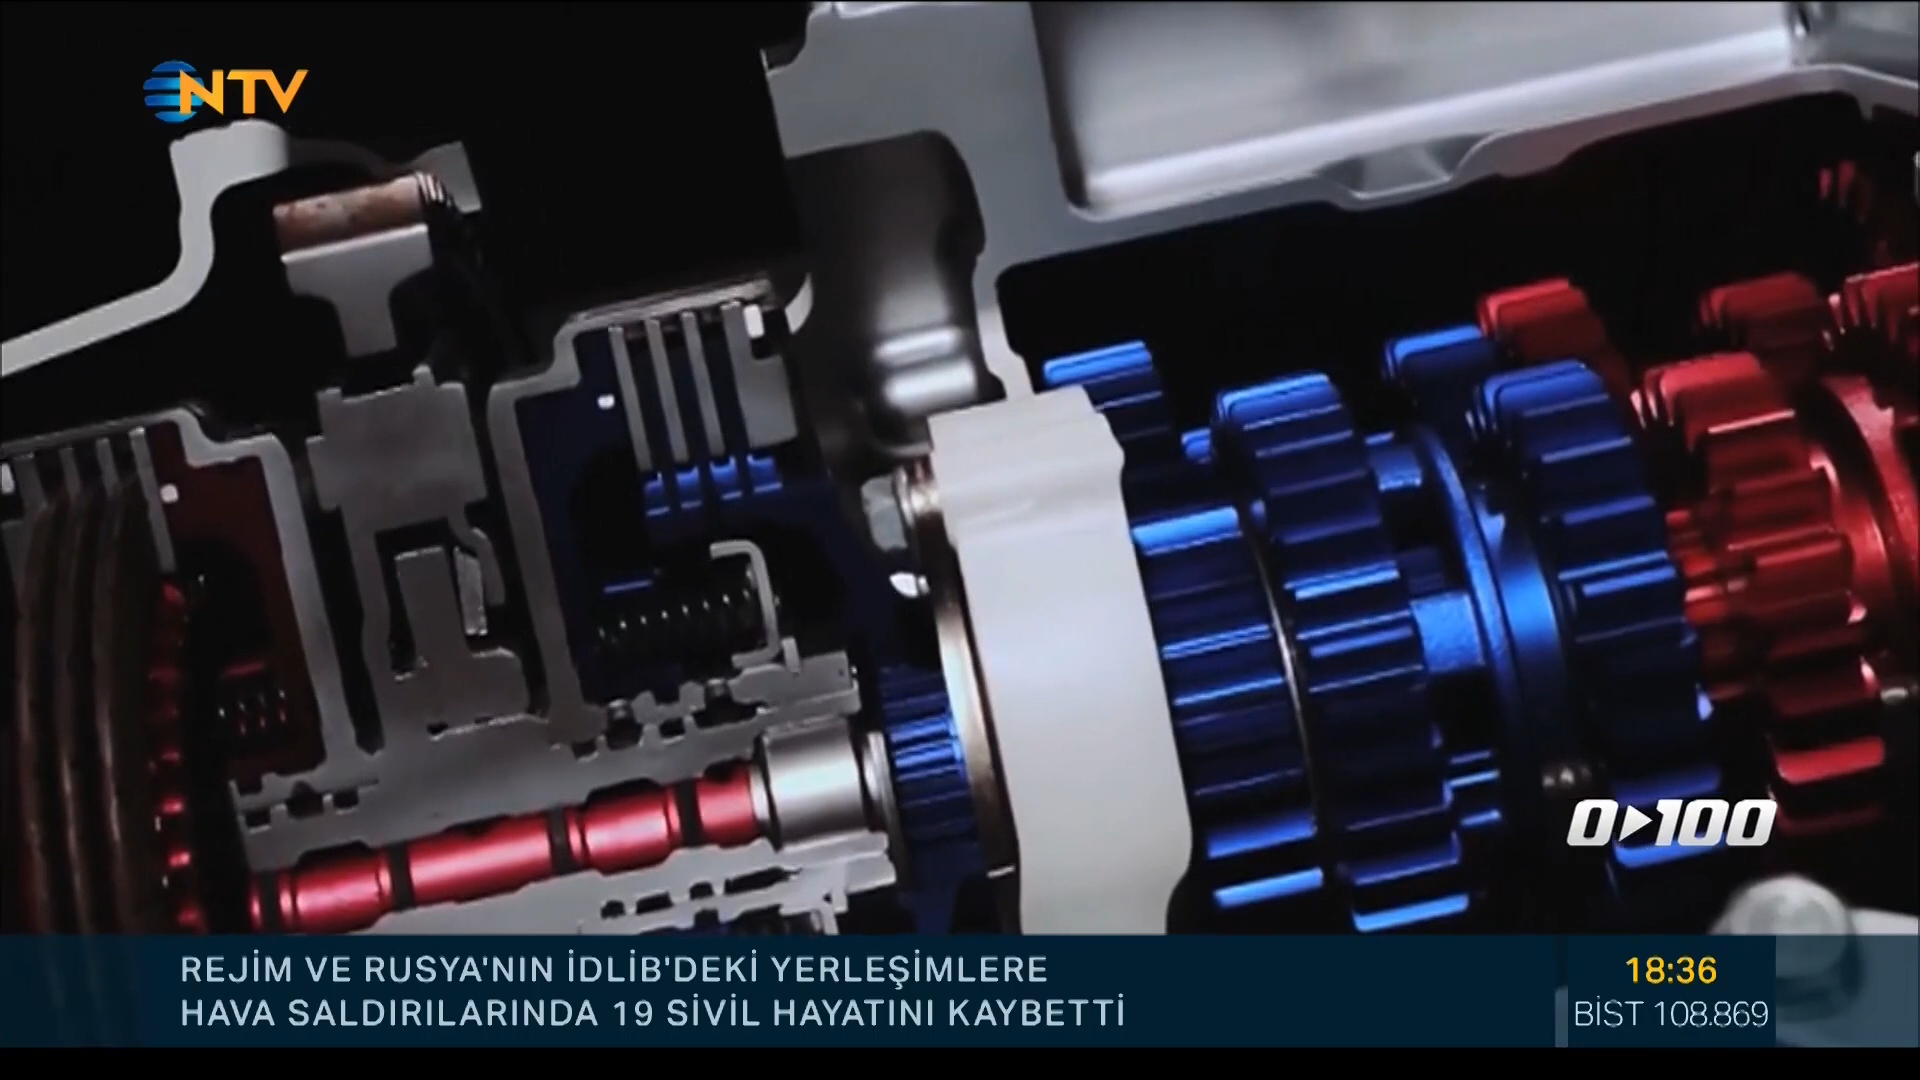 NTV
0▶100
REJİM VE RUSYA'NIN İDLİB'DEKİ YERLEŞİMLERE
HAVA SALDIRILARINDA 19 SİVİL HAYATINI KAYBETTİ
18:36
BİST 108.869